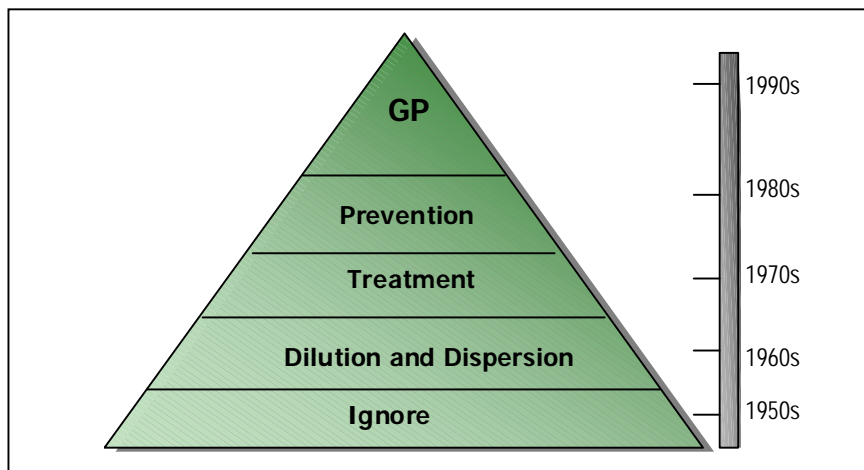 GP
1990s
Prevention
1980s
Treatment
1970s
Dilution and Dispersion
1960s
Ignore
1950s